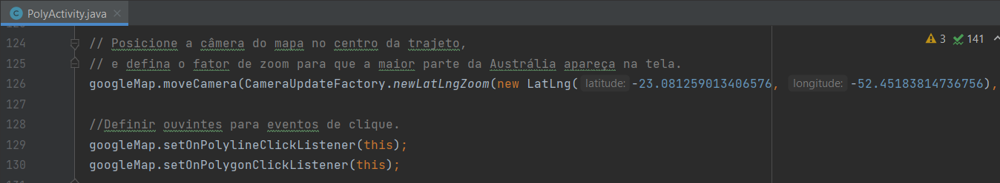 PolyActivity.java
3 141
124 // Posicione a câmera do mapa no centro da trajeto,
125 // e defina o fator de zoom para que a maior parte da Austrália apareça na tela.
126 googleMap.moveCamera(CameraUpdateFactory.newLatLngZoom(new LatLng( latitude: -23.081259013406576, longitude: -52.45183814736756),
127
128 //Definir ouvintes para eventos de clique.
129 googleMap.setOnPolylineClickListener(this);
130 googleMap.setOnPolygonClickListener(this);